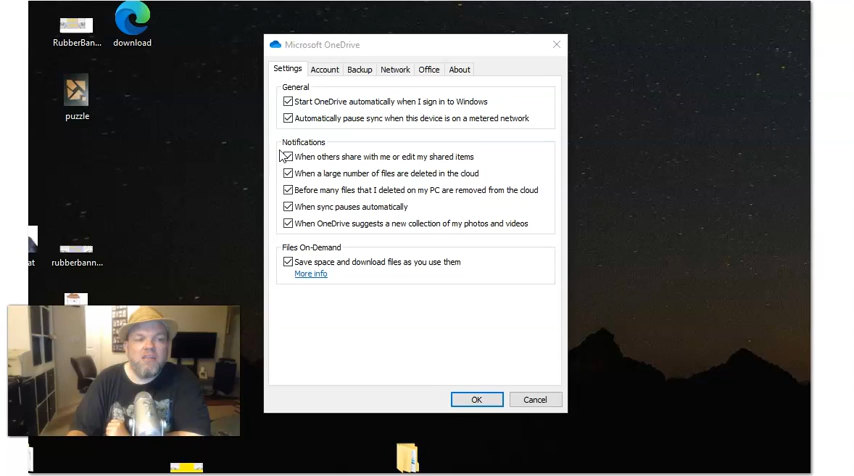 RubberBan...
download
puzzle
at
rubberbann...
Microsoft OneDrive
Settings
Account
Backup
Network
Office
About
General
Start OneDrive automatically when I sign in to Windows
Automatically pause sync when this device is on a metered network
Notifications
When others share with me or edit my shared items
When a large number of files are deleted in the cloud
Before many files that I deleted on my PC are removed from the cloud
When sync pauses automatically
When OneDrive suggests a new collection of my photos and videos
Files On-Demand
Save space and download files as you use them
More info
OK
Cancel